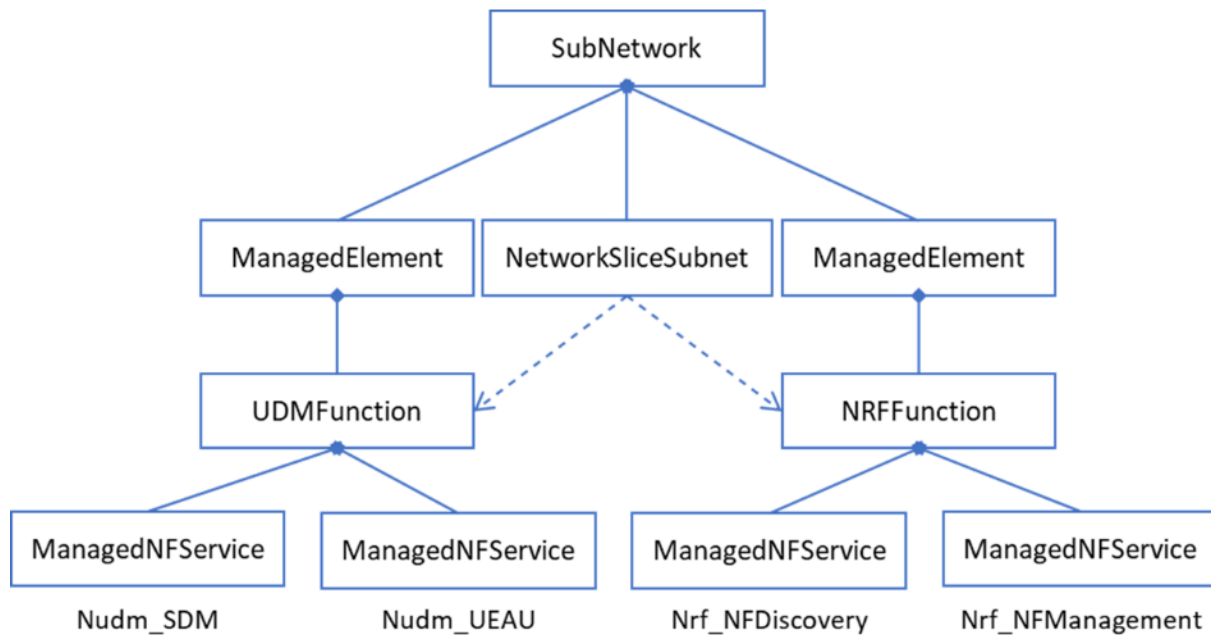 SubNetwork
ManagedElement
NetworkSliceSubnet
ManagedElement
UDMFunction
NRFFunction
ManagedNFService
ManagedNFService
ManagedNFService
ManagedNFService
Nudm_SDM
Nudm_UEAU
Nrf_NFDiscovery
Nrf_NFManagement